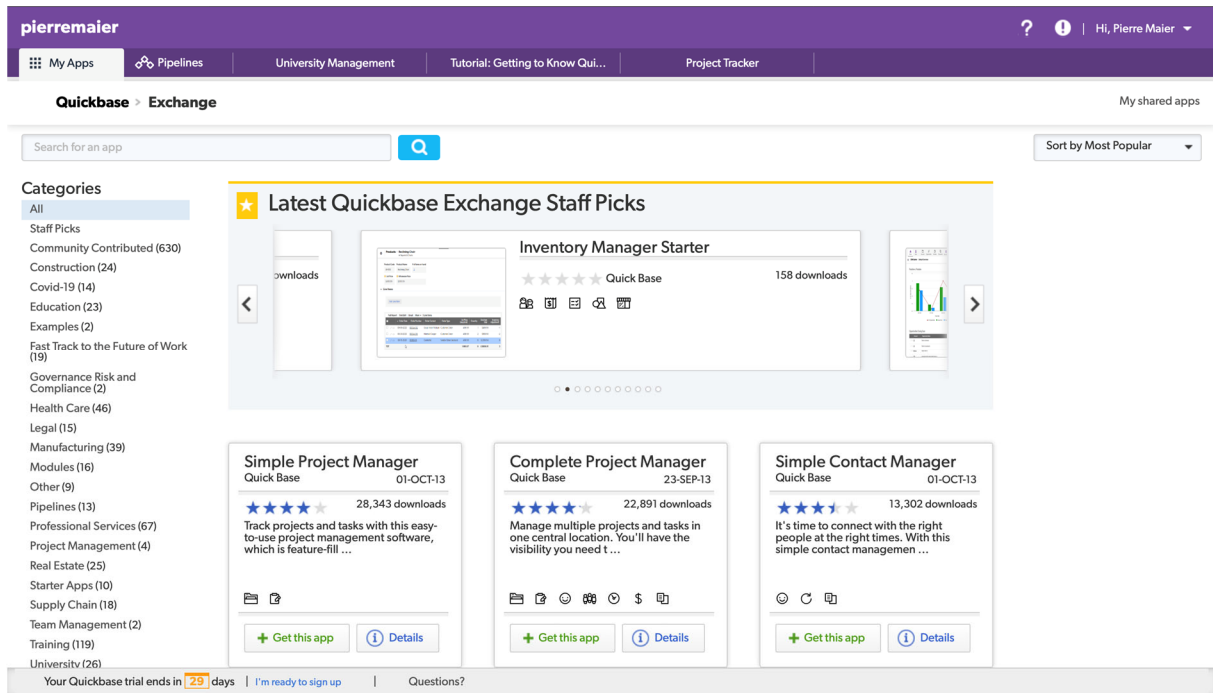 pierremaier
? ! | Hi, Pierre Maier
My Apps
Pipelines
University Management
Tutorial: Getting to Know Qui...
Project Tracker
Quickbase > Exchange
My shared apps
Search for an app
Sort by Most Popular
Categories
All
Staff Picks
Community Contributed (630)
Construction (24)
Covid-19 (14)
Education (23)
Examples (2)
Fast Track to the Future of Work
(19)
Governance Risk and
Compliance (2)
Health Care (46)
Legal (15)
Manufacturing (39)
Modules (16)
Other (9)
Pipelines (13)
Professional Services (67)
Project Management (4)
Real Estate (25)
Starter Apps (10)
Supply Chain (18)
Team Management (2)
Training (119)
University (26)
Latest Quickbase Exchange Staff Picks
Inventory Manager Starter
Quick Base
158 downloads
Simple Project Manager
Quick Base 01-OCT-13
28,343 downloads
Track projects and tasks with this easy-
to-use project management software,
which is feature-fill ...
+ Get this app
Details
Complete Project Manager
Quick Base 23-SEP-13
22,891 downloads
Manage multiple projects and tasks in
one central location. You'll have the
visibility you need t ...
$
+ Get this app
Details
Simple Contact Manager
Quick Base 01-OCT-13
13,302 downloads
It's time to connect with the right
people at the right times. With this
simple contact managemen ...
+ Get this app
Details
Your Quickbase trial ends in 29 days | I'm ready to sign up | Questions?